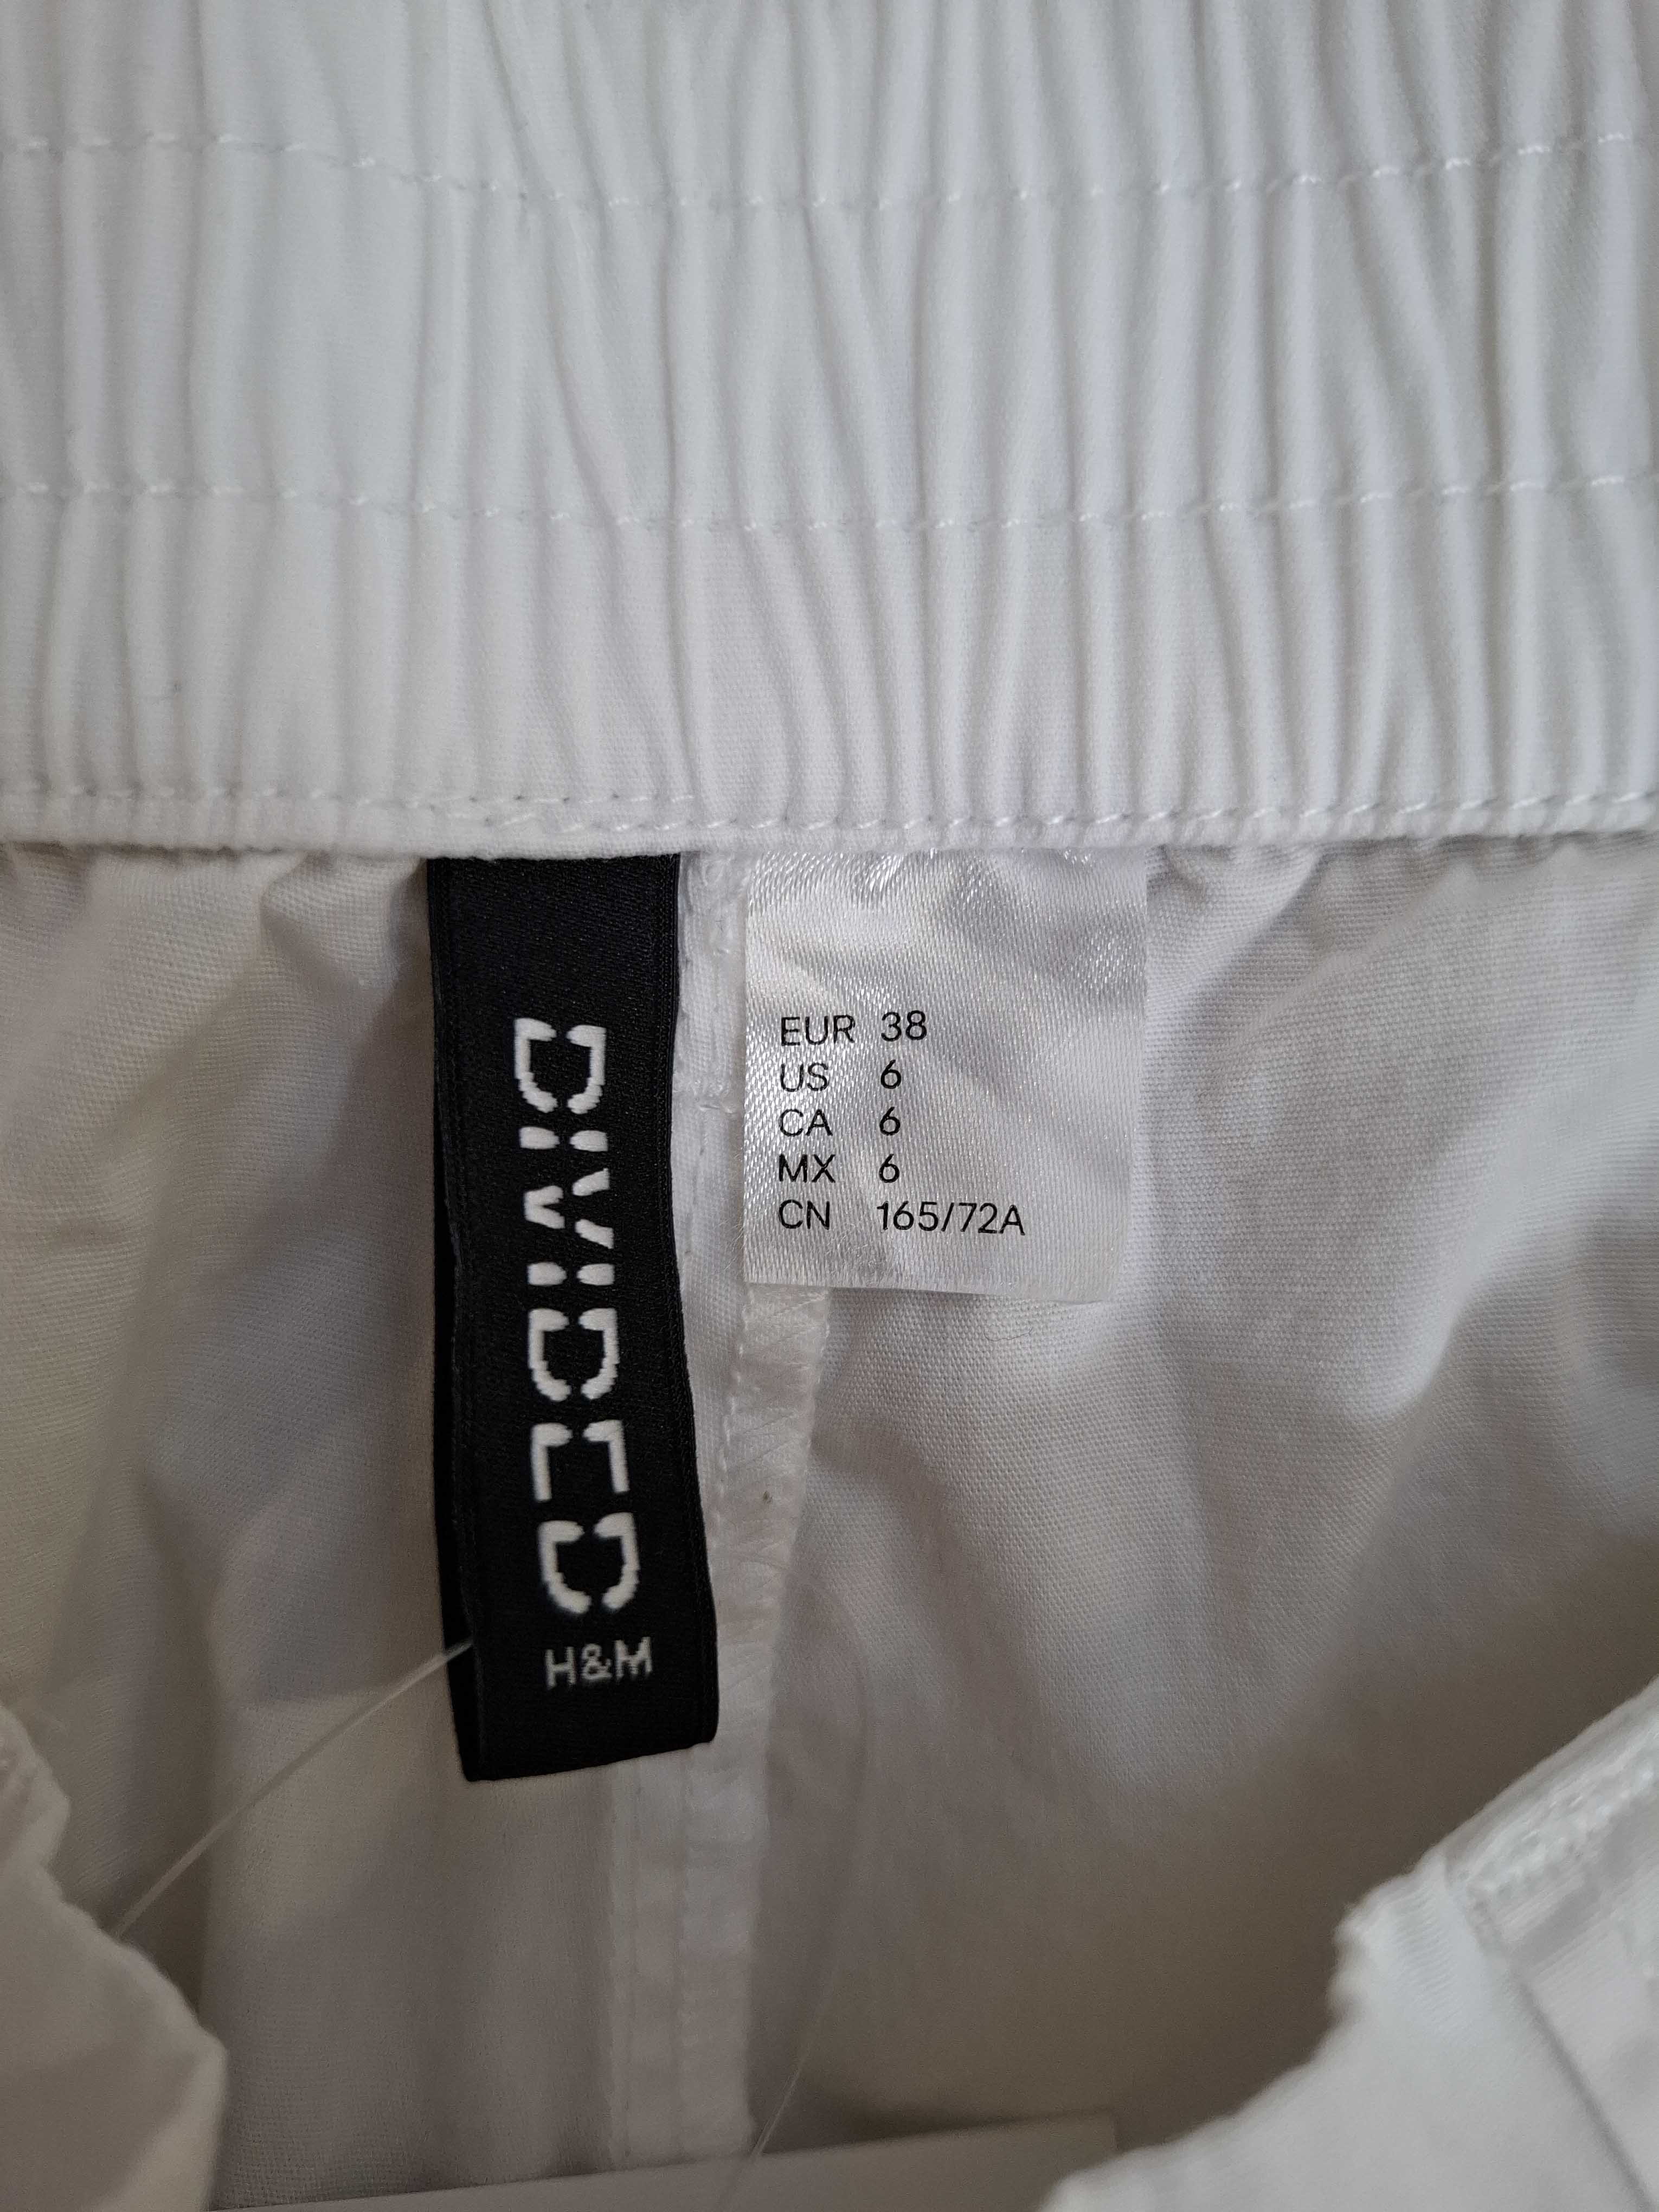 DIVIDED
H&M
EUR 38
US 6
CA 6
MX 6
CN 165/72A